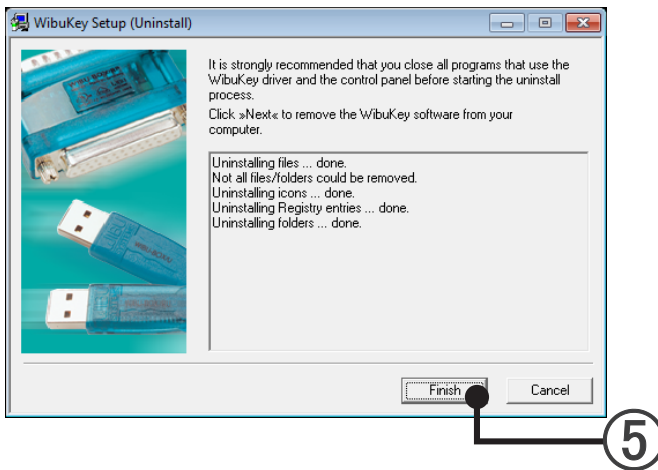 WibuKey Setup (Uninstall)
It is strongly recommended that you close all programs that use the
WibuKey driver and the control panel before starting the uninstall
process.
Click »Next« to remove the WibuKey software from your
computer.
Uninstalling files ... done.
Not all files/folders could be removed.
Uninstalling icons ... done.
Uninstalling Registry entries ... done.
Uninstalling folders ... done.
Finish
Cancel
5